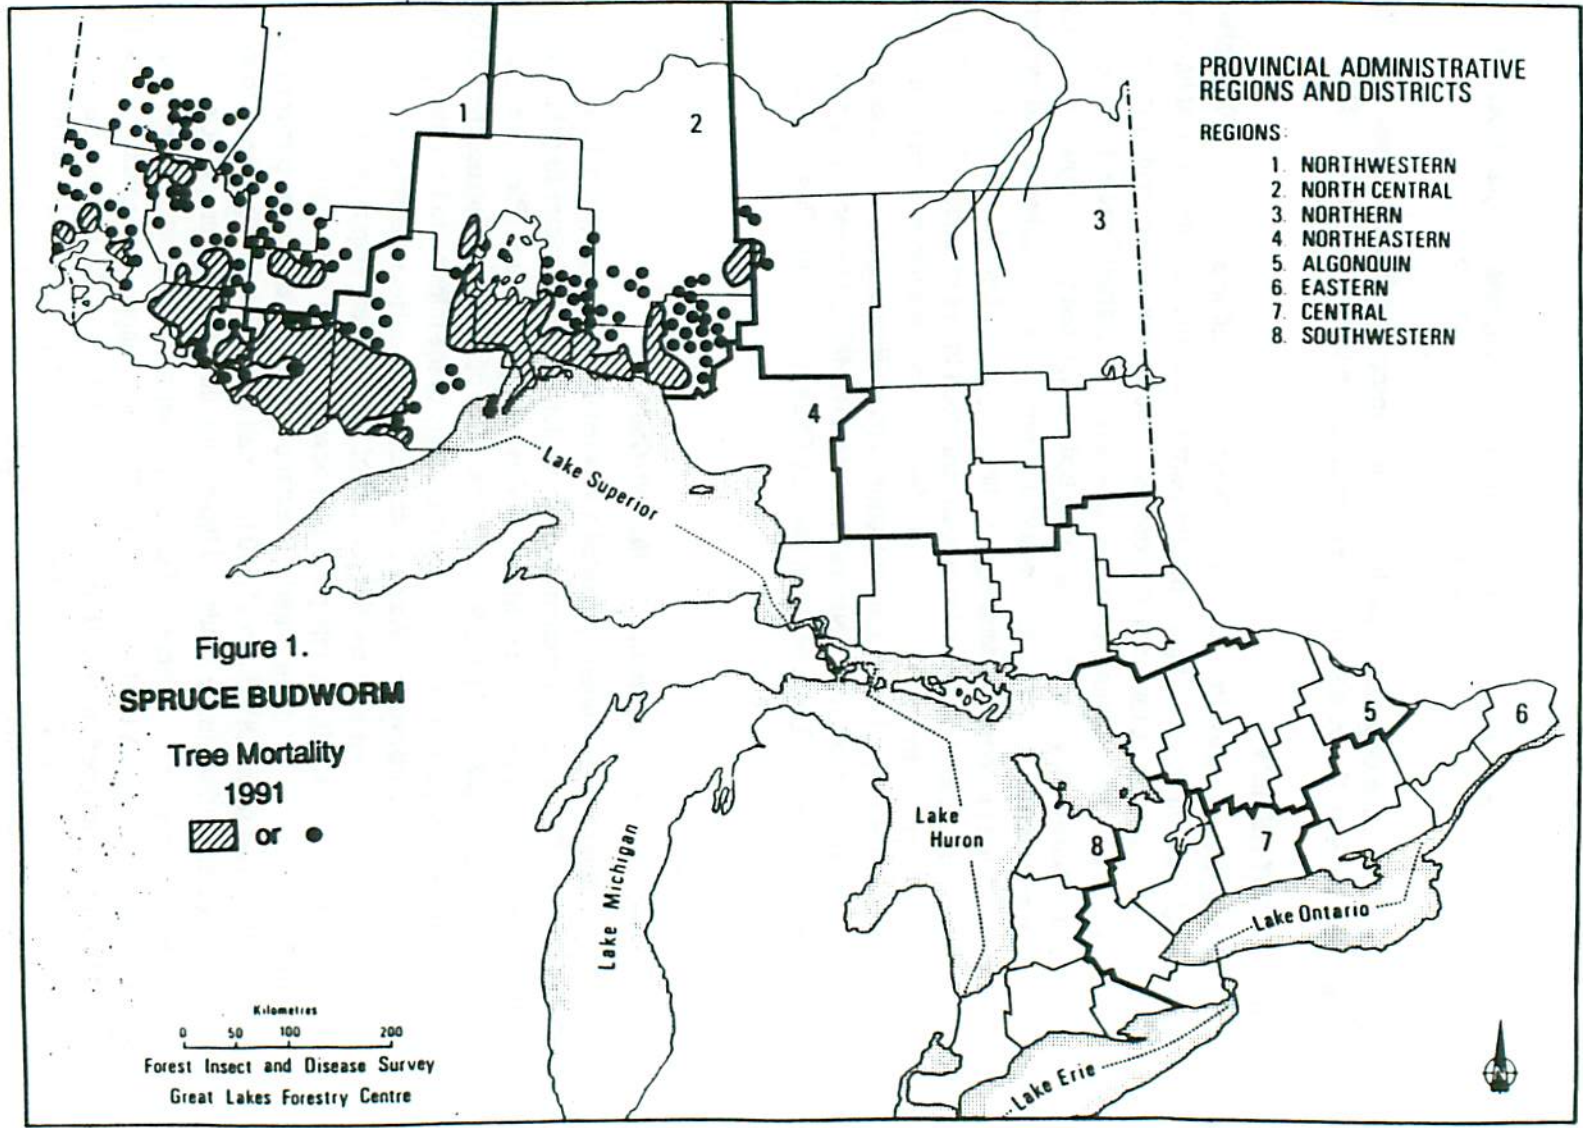 PROVINCIAL ADMINISTRATIVE
REGIONS AND DISTRICTS
REGIONS:
1. NORTHWESTERN
2. NORTH CENTRAL
3. NORTHERN
4. NORTHEASTERN
5. ALGONQUIN
6. EASTERN
7. CENTRAL
8. SOUTHWESTERN
1
2
3
4
Lake Superior
Figure 1.
SPRUCE BUDWORM
Tree Mortality
1991
or
5
6
7
8
Lake
Huron
Lake Michigan
Lake Ontario
Lake Erie
Kilometres
0 50 100 200
Forest Insect and Disease Survey
Great Lakes Forestry Centre
N